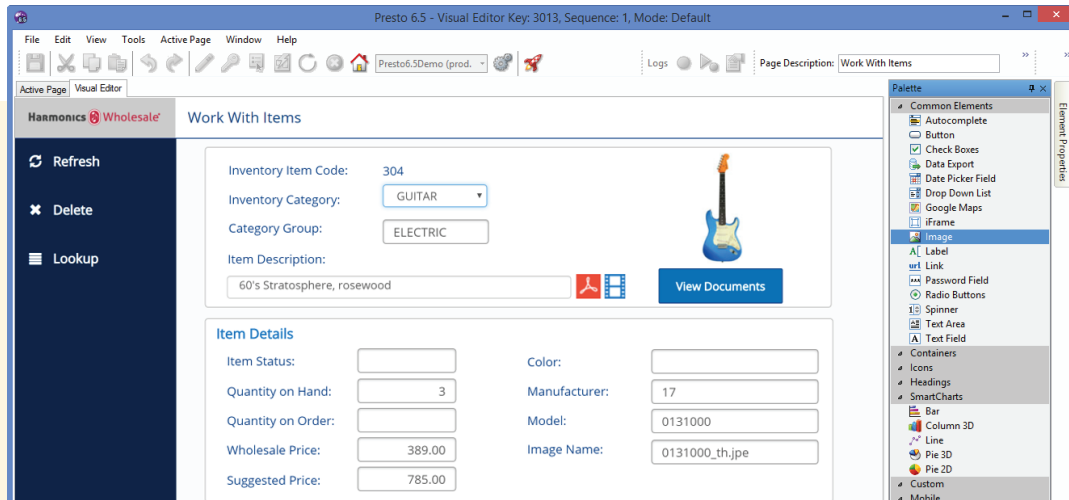 Presto 6.5 - Visual Editor Key: 3013, Sequence: 1, Mode: Default
File Edit View Tools Active Page Window Help
Presto6.5Demo (prod. Logs Page Description: Work With Items
Active Page Visual Editor
Harmonics Wholesale
Work With Items
Refresh
Delete
Lookup
Inventory Item Code: 304
Inventory Category: GUITAR
Category Group: ELECTRIC
Item Description:
60's Stratosphere, rosewood
View Documents
Item Details
Item Status: Color:
Quantity on Hand: 3 Manufacturer: 17
Quantity on Order: Model: 0131000
Wholesale Price: 389.00 Image Name: 0131000_th.jpe
Suggested Price: 785.00
Palette
Common Elements
Autocomplete
Button
Check Boxes
Data Export
Date Picker Field
Drop Down List
Google Maps
iFrame
Image
Label
url Link
Password Field
Radio Buttons
Spinner
Text Area
A Text Field
Containers
Icons
Headings
SmartCharts
Bar
Column 3D
Line
Pie 3D
Pie 2D
Custom
Mobile
Element Properties